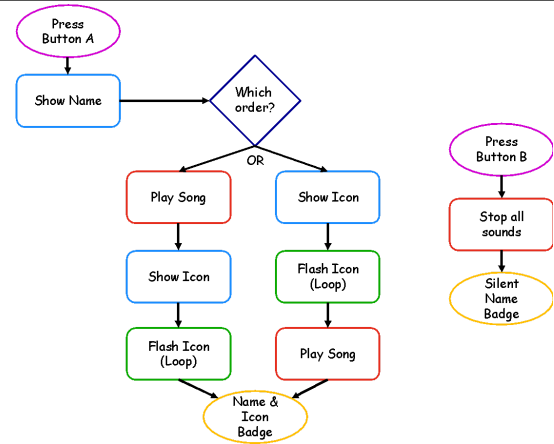 Press
Button A
Show Name
Which
order?
OR
Play Song
Show Icon
Show Icon
Flash Icon
(Loop)
Flash Icon
(Loop)
Play Song
Name &
Icon
Badge
Press
Button B
Stop all
sounds
Silent
Name
Badge